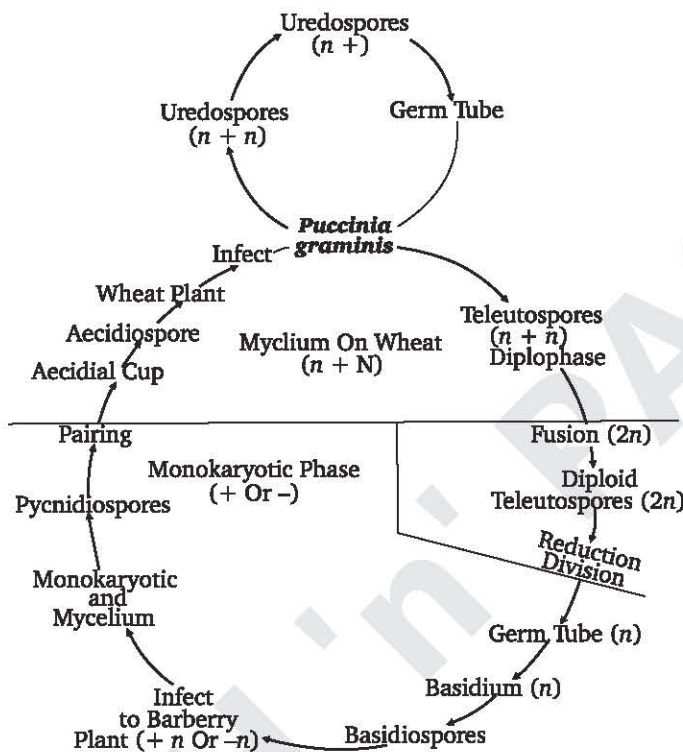 Uredospores
(n +)
Uredospores
(n + n)
Germ Tube
Puccinia
graminis
Infect
Wheat Plant
Aecidiospore
Aecidial Cup
Myclium On Wheat
(n + N)
Teleutospores
(n + n)
Diplophase
Pairing
Fusion (2n)
Monokaryotic Phase
(+ Or –)
Diploid
Teleutospores (2n)
Pycnidiospores
Reduction
Division
Monokaryotic
and
Mycelium
Germ Tube (n)
Basidium (n)
Infect
to Barberry
Plant (+ n Or –n)
Basidiospores